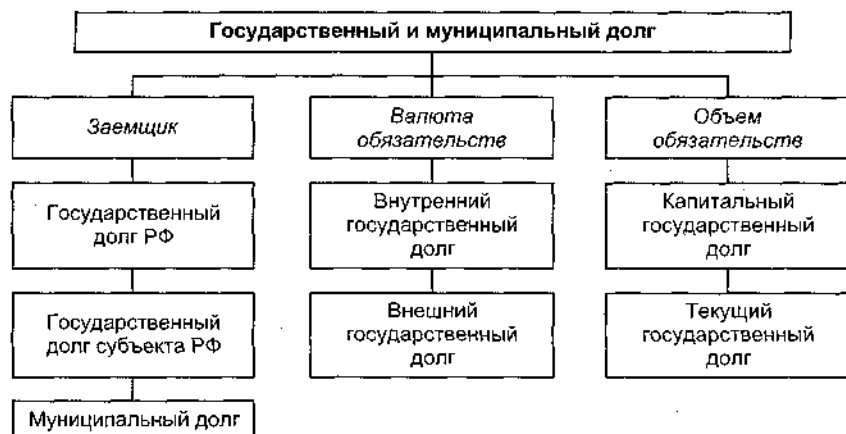 Государственный и муниципальный долг
Заемщик
Валюта
обязательств
Объем
обязательств
Государственный
долг РФ
Внутренний
государственный
долг
Капитальный
государственный
долг
Государственный
долг субъекта РФ
Внешний
государственный
долг
Текущий
государственный
долг
Муниципальный долг